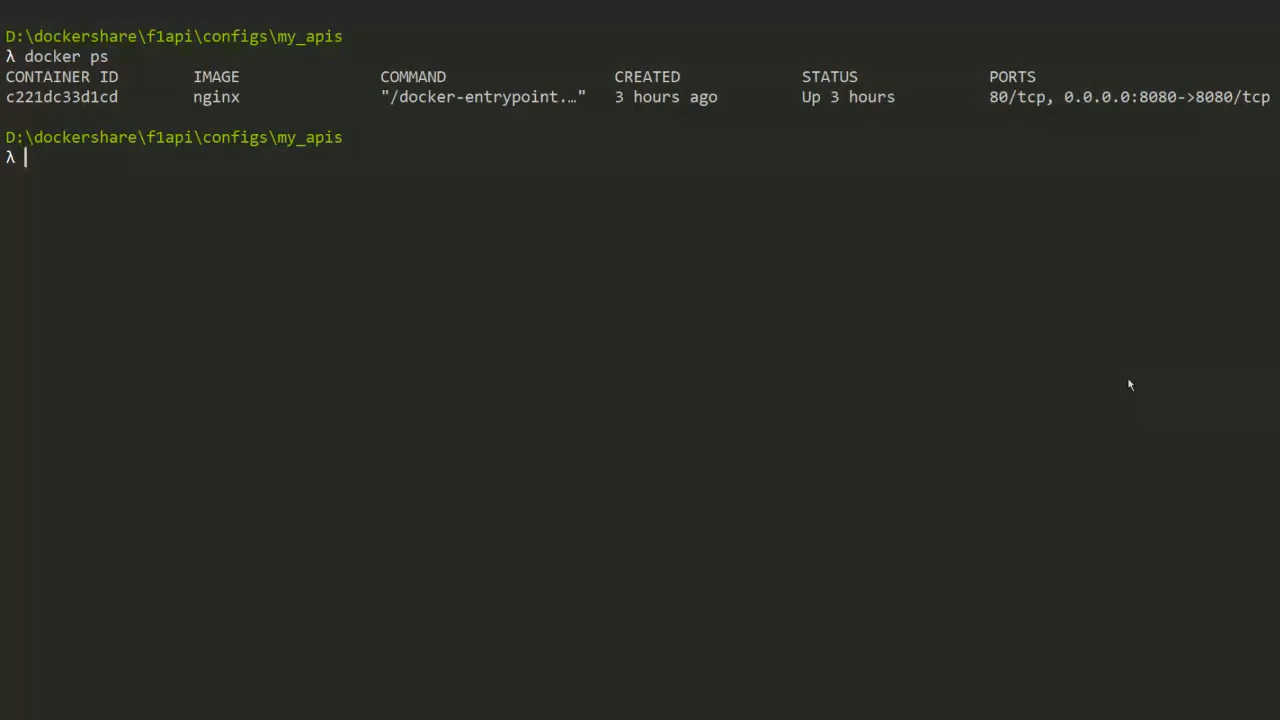 D:\dockershare\f1api\configs\my_apis
λ docker ps
CONTAINER ID IMAGE COMMAND CREATED STATUS PORTS
c221dc33d1cd nginx "/docker-entrypoint.…" 3 hours ago Up 3 hours 80/tcp, 0.0.0.0:8080->8080/tcp
D:\dockershare\f1api\configs\my_apis
λ